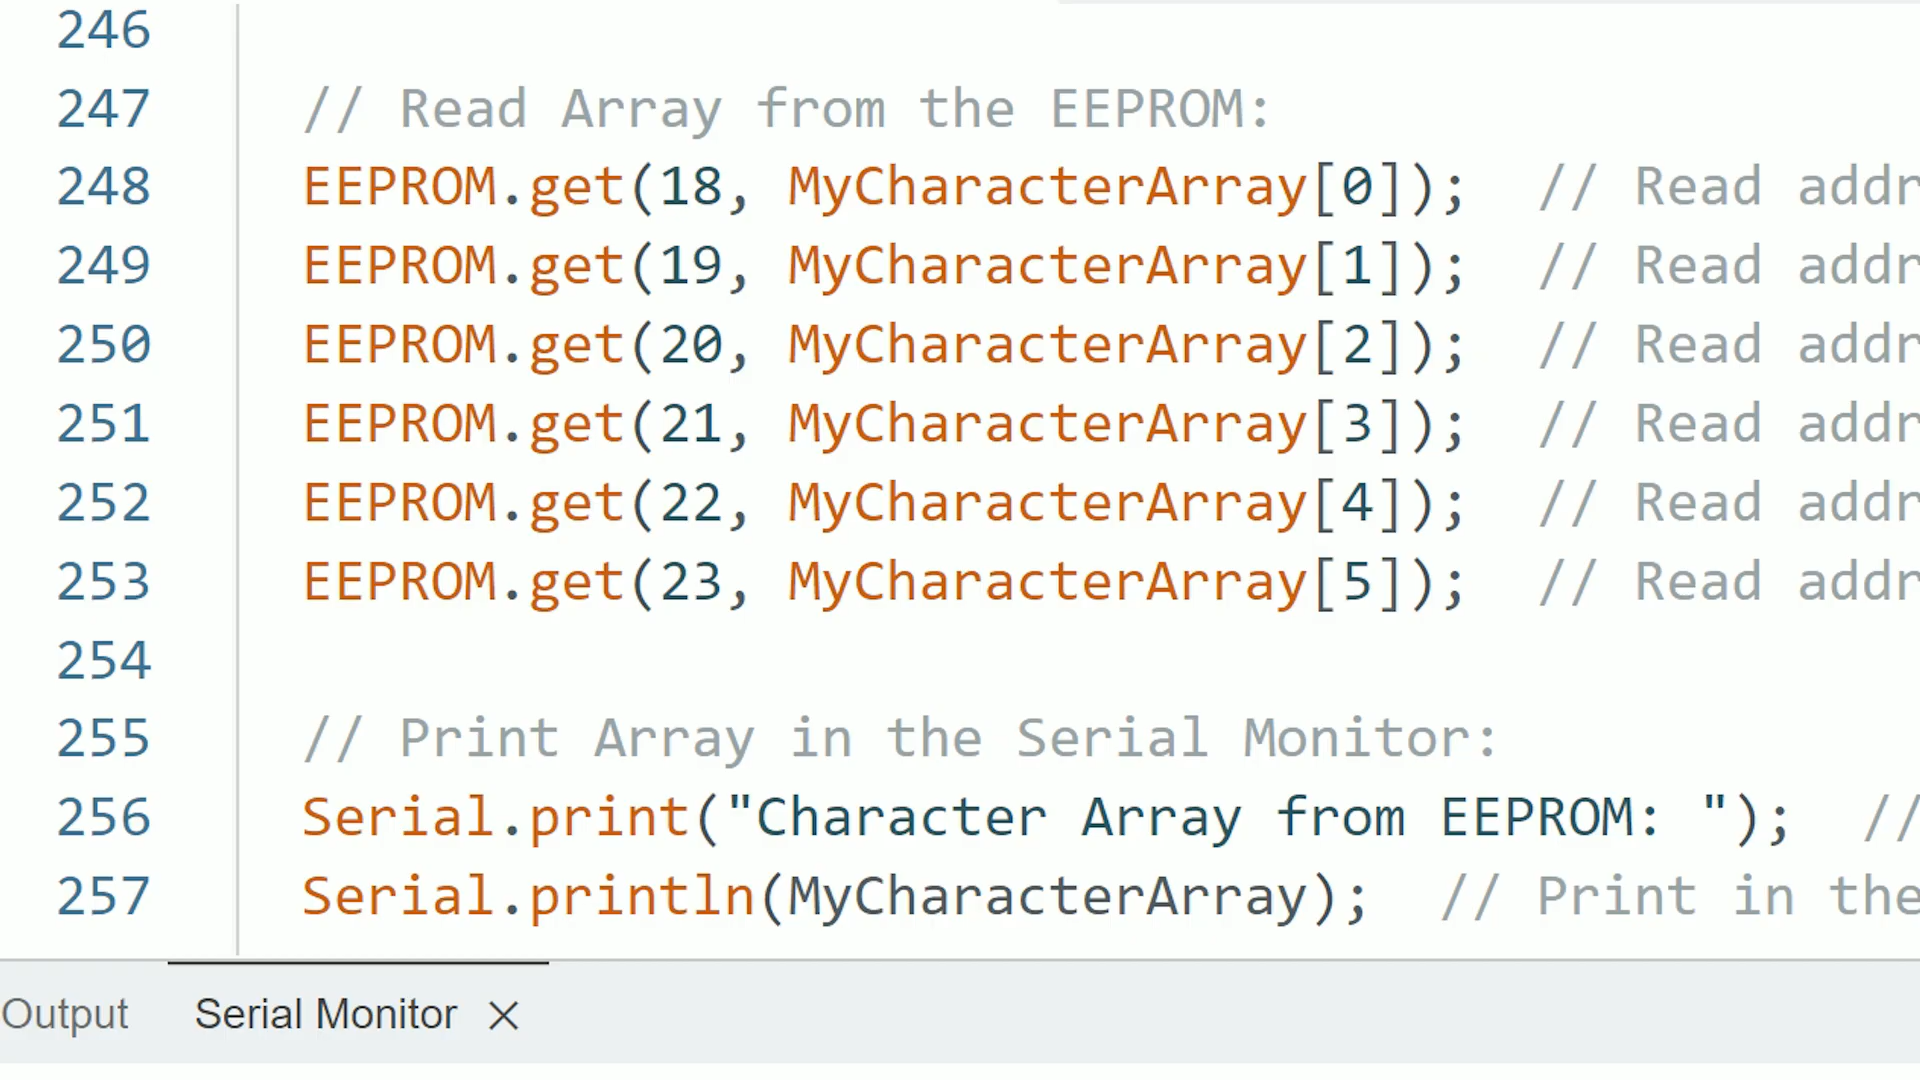 246
247 // Read Array from the EEPROM:
248 EEPROM.get(18, MyCharacterArray[0]); // Read addr
249 EEPROM.get(19, MyCharacterArray[1]); // Read addr
250 EEPROM.get(20, MyCharacterArray[2]); // Read addr
251 EEPROM.get(21, MyCharacterArray[3]); // Read addr
252 EEPROM.get(22, MyCharacterArray[4]); // Read addr
253 EEPROM.get(23, MyCharacterArray[5]); // Read addr
254
255 // Print Array in the Serial Monitor:
256 Serial.print("Character Array from EEPROM: "); //
257 Serial.println(MyCharacterArray); // Print in the
Output Serial Monitor ×